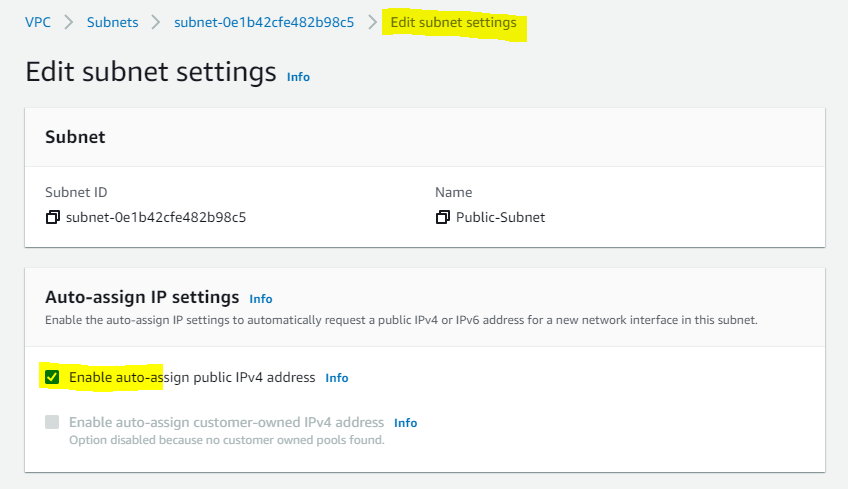 VPC Subnets subnet-0e1b42cfe482b98c5 Edit subnet settings
Edit subnet settings Info
Subnet
Subnet ID Name
subnet-0e1b42cfe482b98c5 Public-Subnet
Auto-assign IP settings Info
Enable the auto-assign IP settings to automatically request a public IPv4 or IPv6 address for a new network interface in this subnet.
Enable auto-assign public IPv4 address Info
Enable auto-assign customer-owned IPv4 address Info
Option disabled because no customer owned pools found.